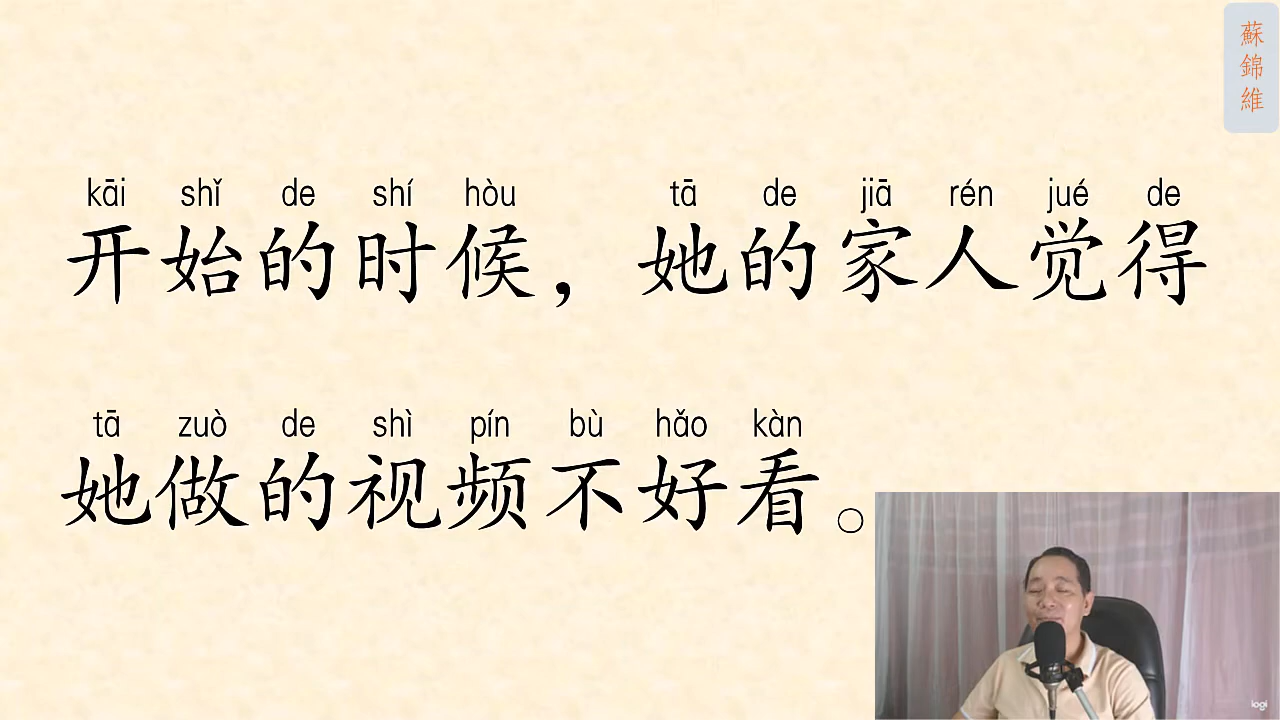 蘇錦維
kāi shǐ de shí hòu tā de jiā rén jué de
开始的时候，她的家人觉得
tā zuò de shì pín bù hǎo kàn
她做的视频不好看。
logi